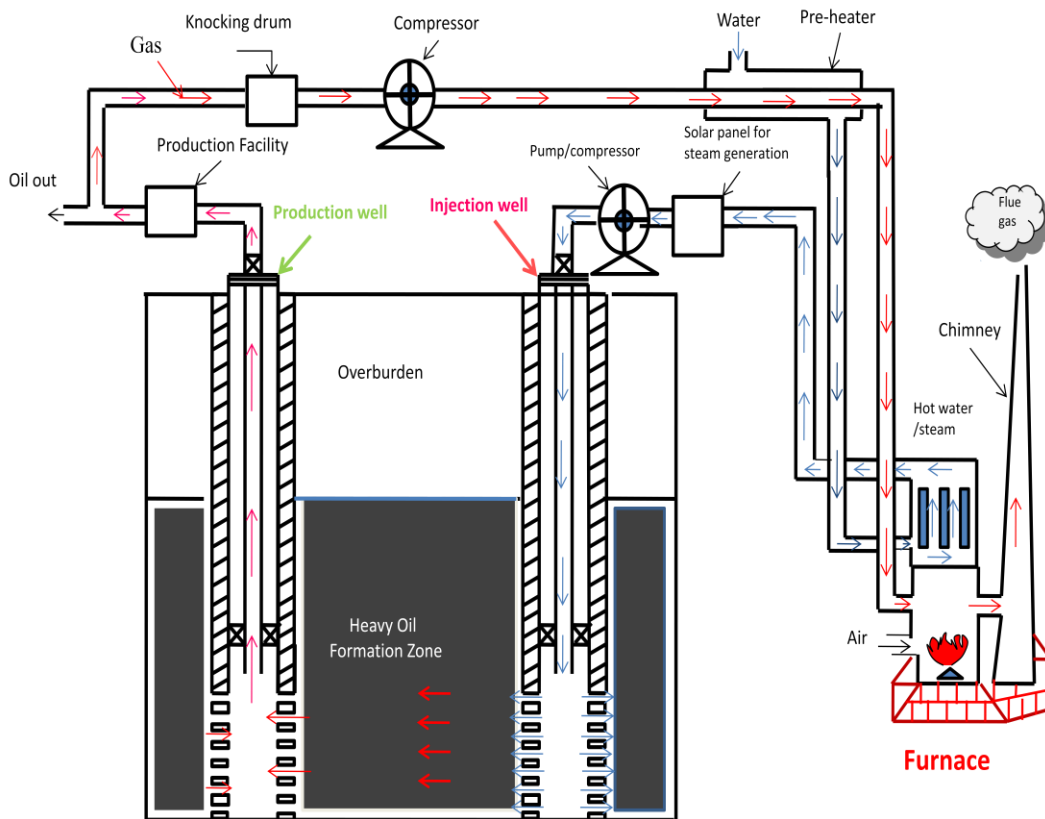 Knocking drum
Compressor
Water
Pre-heater
Gas
Production Facility
Pump/compressor
Solar panel for
steam generation
Oil out
Production well
Injection well
Flue
gas
Chimney
Overburden
Hot water
/steam
Heavy Oil
Formation Zone
Air
Furnace